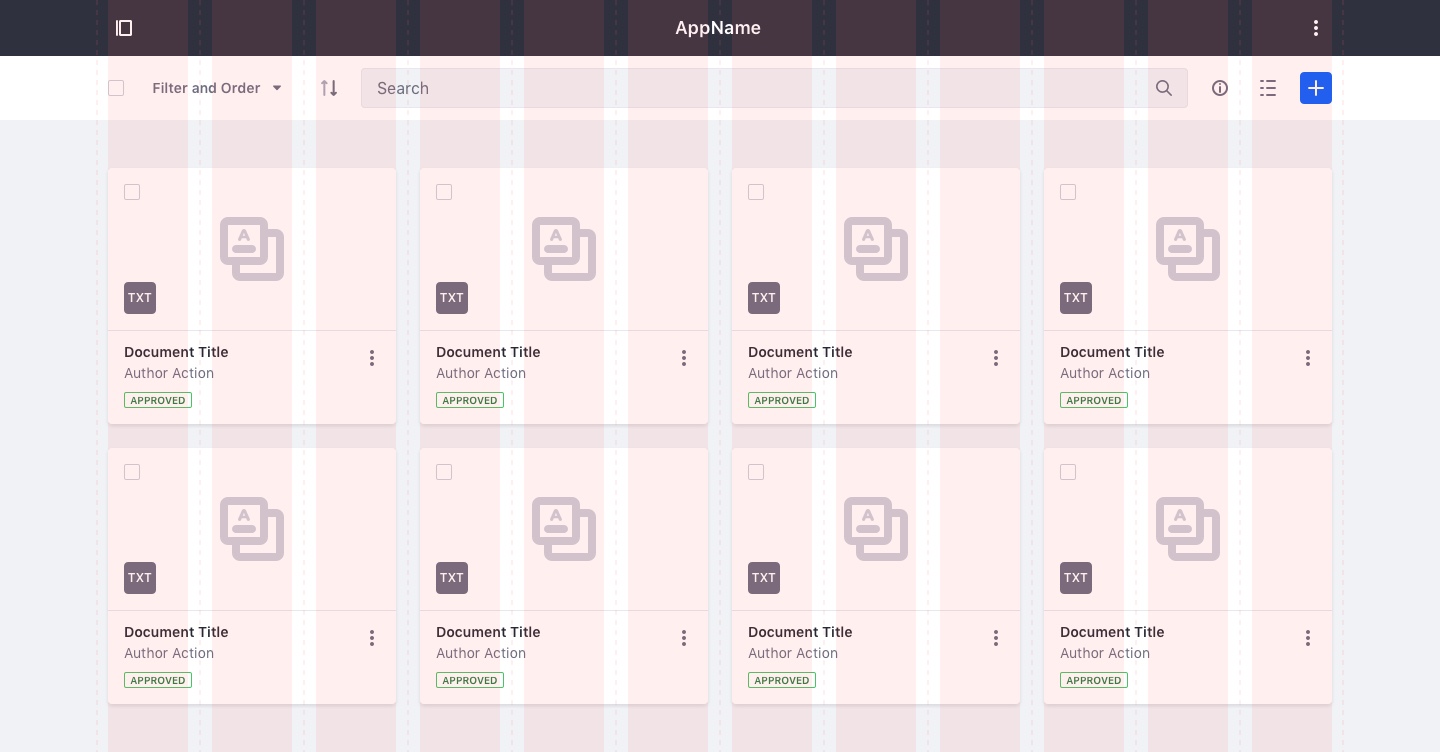 AppName
Filter and Order
Search
A
A
A
A
TXT
TXT
TXT
TXT
Document Title
Document Title
Document Title
Document Title
Author Action
Author Action
Author Action
Author Action
APPROVED
APPROVED
APPROVED
APPROVED
A
A
A
A
TXT
TXT
TXT
TXT
Document Title
Document Title
Document Title
Document Title
Author Action
Author Action
Author Action
Author Action
APPROVED
APPROVED
APPROVED
APPROVED